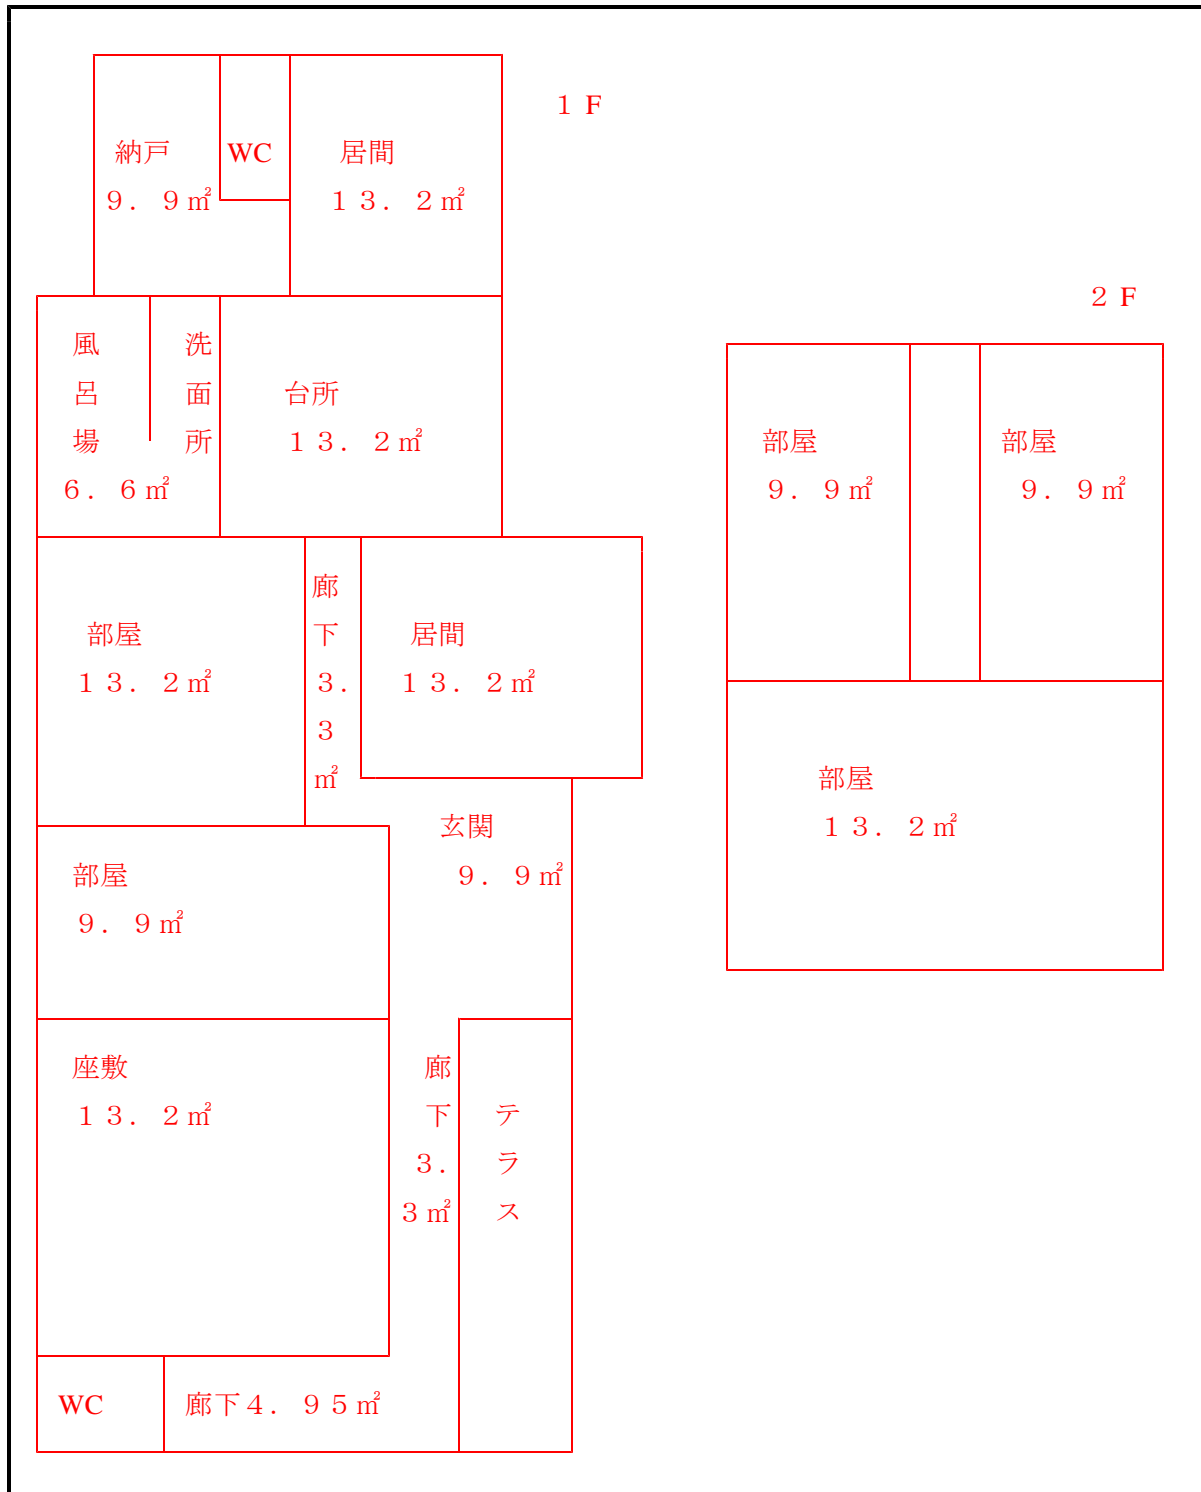 １F
納戸
９．９㎡
WC
居間
１３．２㎡
風呂場
洗面所
６．６㎡
台所
１３．２㎡
部屋
１３．２㎡
廊下３．３㎡
居間
１３．２㎡
玄関
９．９㎡
部屋
９．９㎡
座敷
１３．２㎡
廊下３．３㎡
テラス
WC
廊下４．９５㎡
２F
部屋
９．９㎡
部屋
９．９㎡
部屋
１３．２㎡